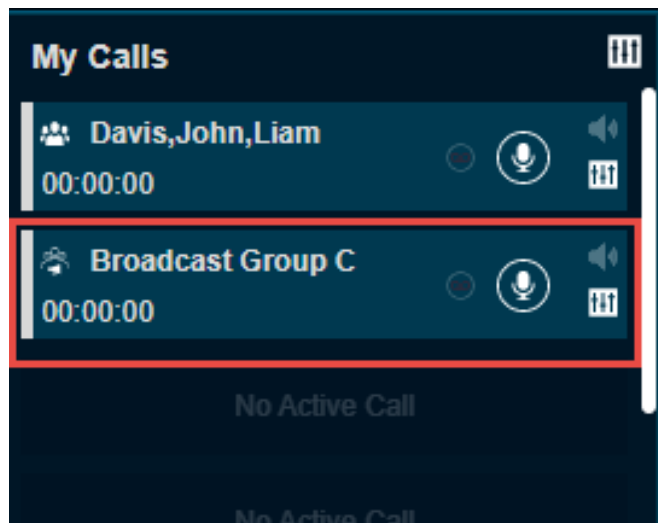 My Calls
Davis,John,Liam
00:00:00
Broadcast Group C
00:00:00
No Active Call
No Active Call